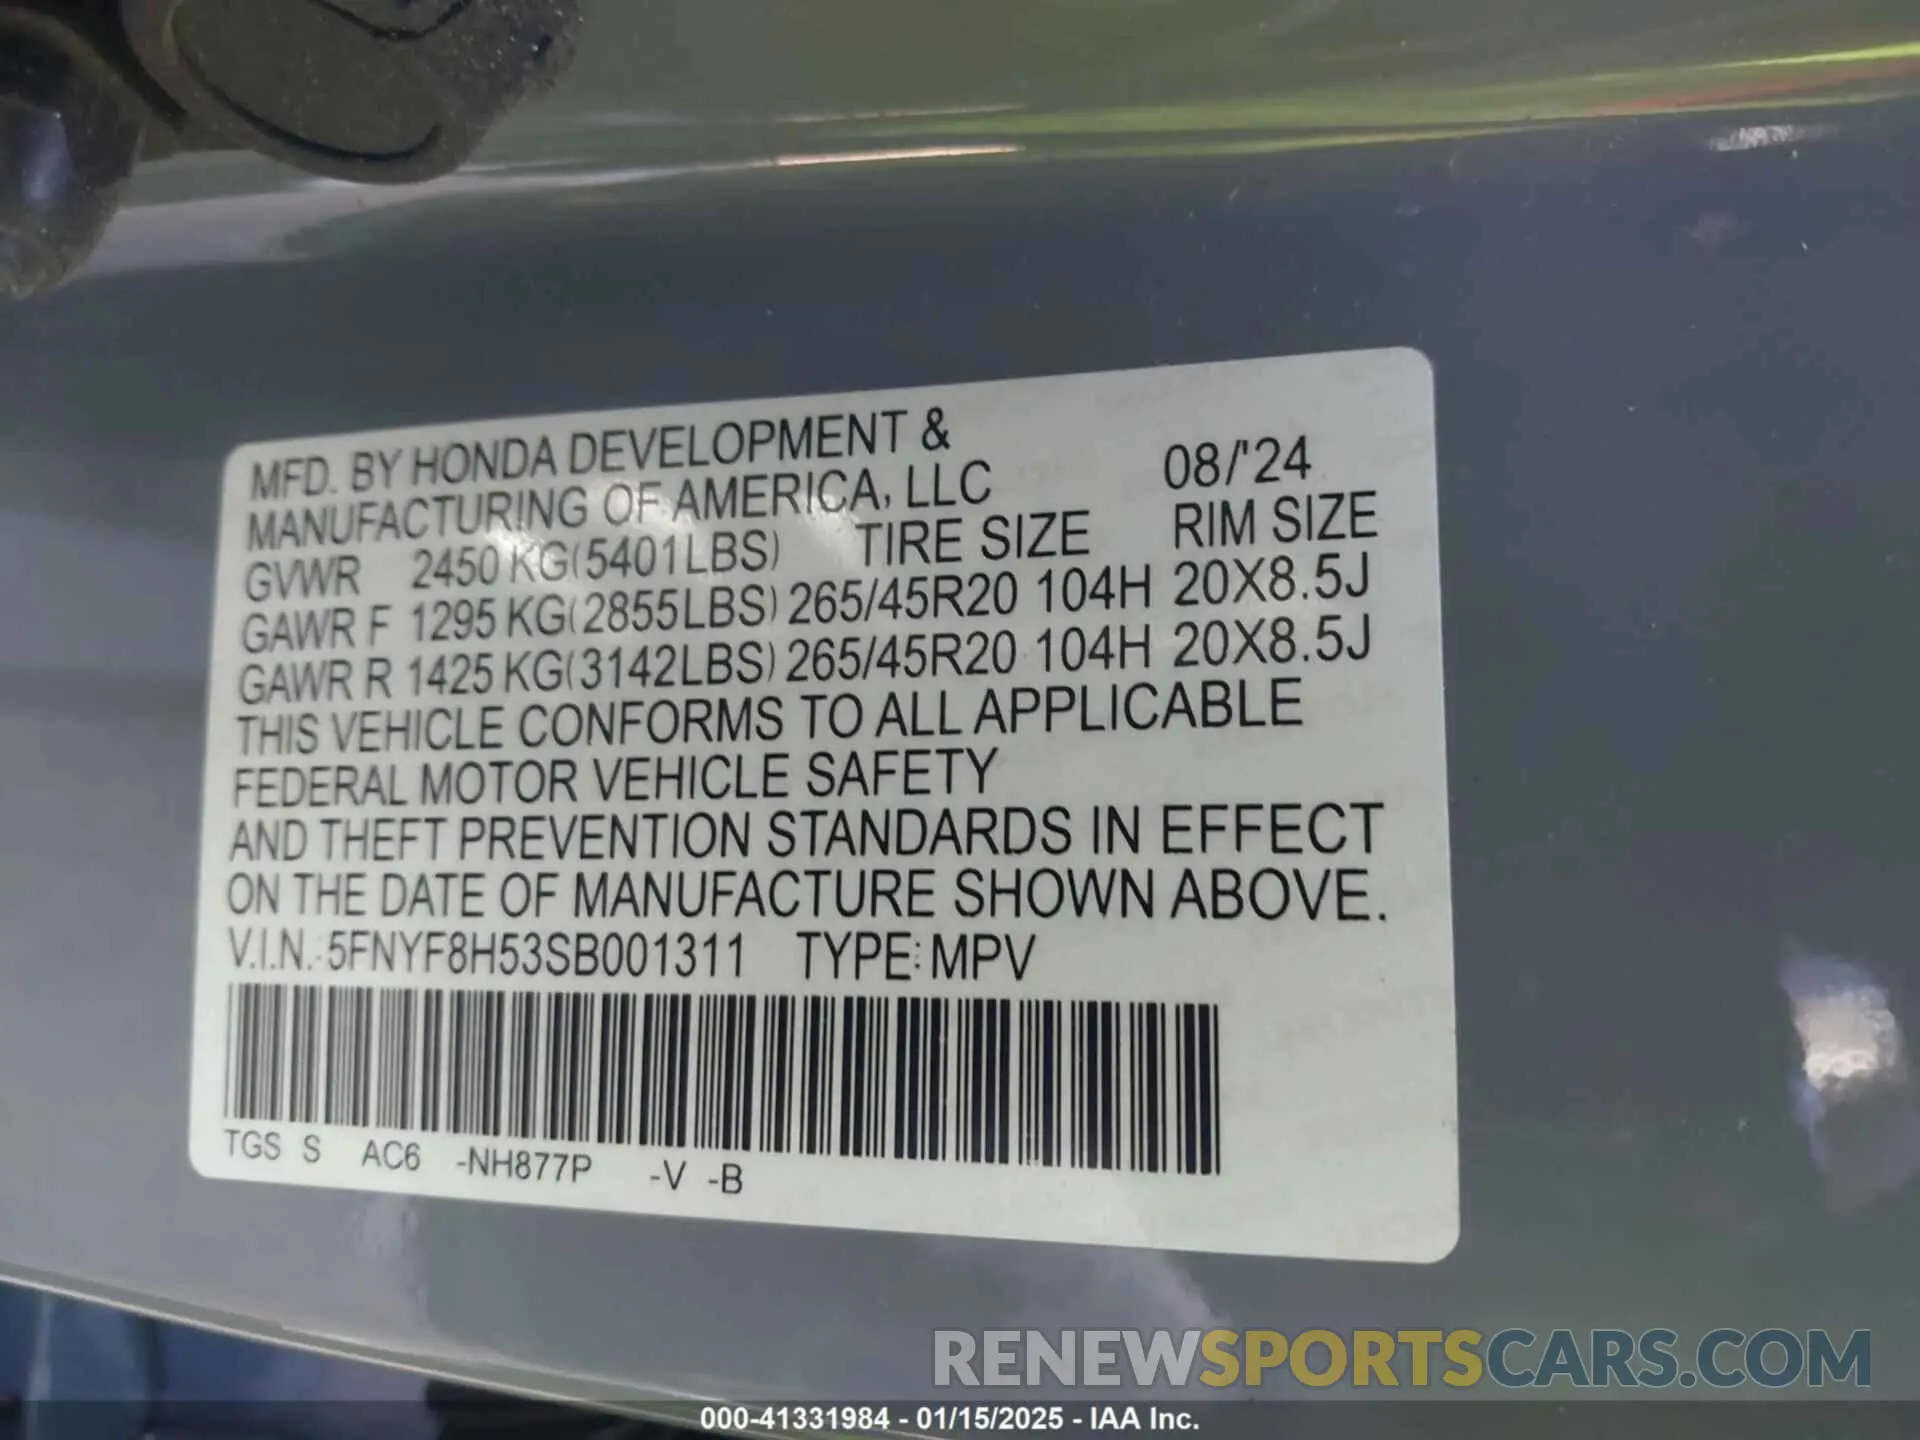 MFD. BY HONDA DEVELOPMENT &
MANUFACTURING OF AMERICA, LLC 08/'24
GVWR 2450 KG(5401LBS) TIRE SIZE RIM SIZE
GAWR F 1295 KG(2855LBS) 265/45R20 104H 20X8.5J
GAWR R 1425 KG(3142LBS) 265/45R20 104H 20X8.5J
THIS VEHICLE CONFORMS TO ALL APPLICABLE
FEDERAL MOTOR VEHICLE SAFETY
AND THEFT PREVENTION STANDARDS IN EFFECT
ON THE DATE OF MANUFACTURE SHOWN ABOVE.
V.I.N.: 5FNYF8H53SB001311 TYPE: MPV
TGS S AC6 -NH877P -V -B
RENEWSPORTSCARS.COM
000-41331984 - 01/15/2025 - IAA Inc.